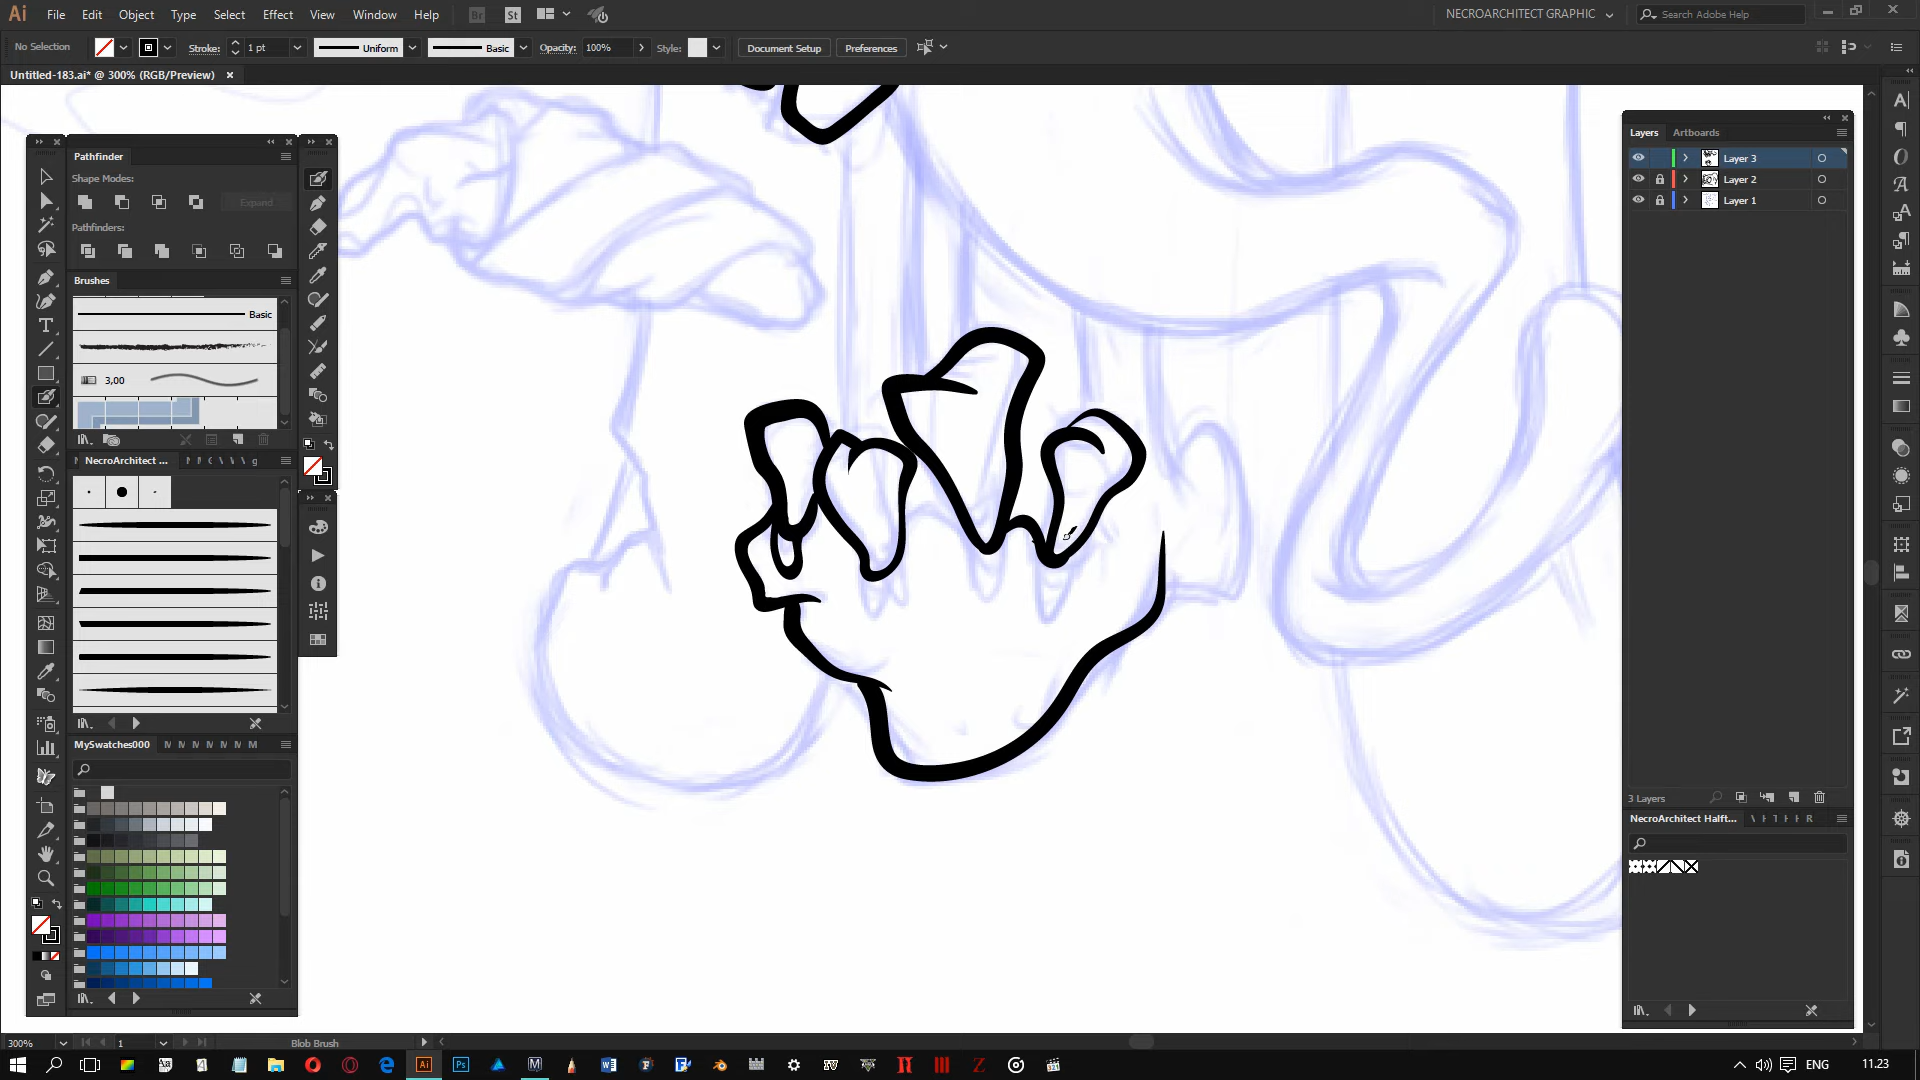 Ai File Edit Object Type Select Effect View Window Help Br St NECROARCHITECT GRAPHIC Search Adobe Help
No Selection Stroke: 1 pt Uniform Basic Opacity: 100% Style: Document Setup Preferences
Untitled-183.ai* @ 300% (RGB/Preview)
Pathfinder
Shape Modes:
Expand
Pathfinders:
Brushes
Basic
3,00
NecroArchitect ...
MySwatches000
Layers Artboards
Layer 3
Layer 2
Layer 1
3 Layers
NecroArchitect Halft...
300% 1 Blob Brush
ENG 11.23